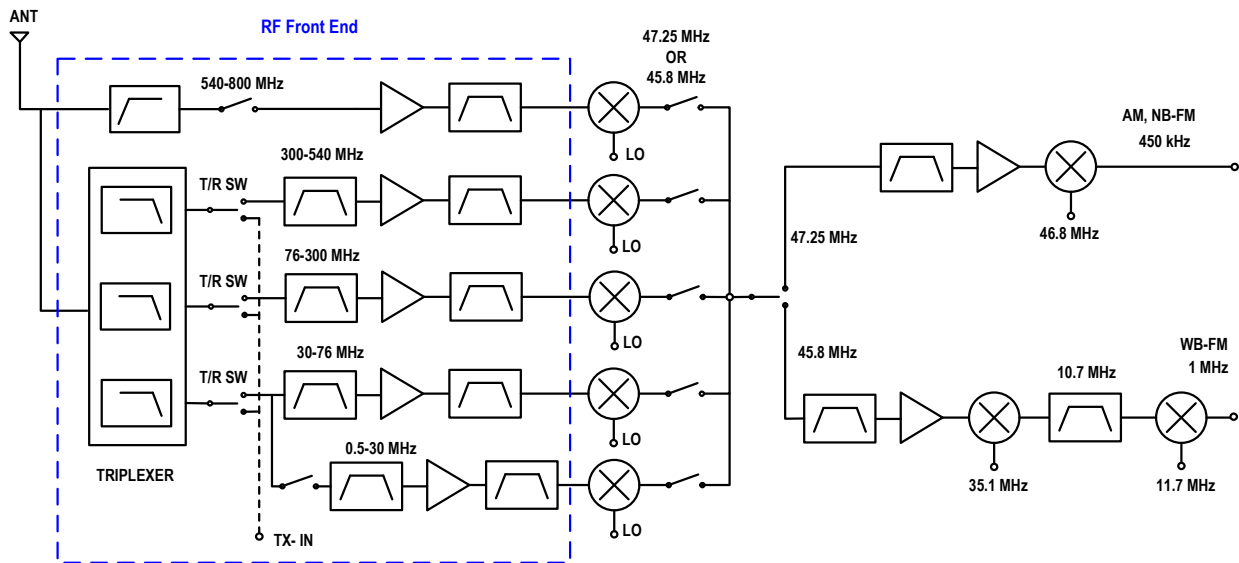 ANT
RF Front End
47.25 MHz
OR
45.8 MHz
540-800 MHz
LO
AM, NB-FM
450 kHz
300-540 MHz
T/R SW
LO
47.25 MHz
46.8 MHz
76-300 MHz
T/R SW
LO
30-76 MHz
T/R SW
LO
45.8 MHz
10.7 MHz
WB-FM
1 MHz
0.5-30 MHz
TRIPLEXER
35.1 MHz
11.7 MHz
LO
TX- IN